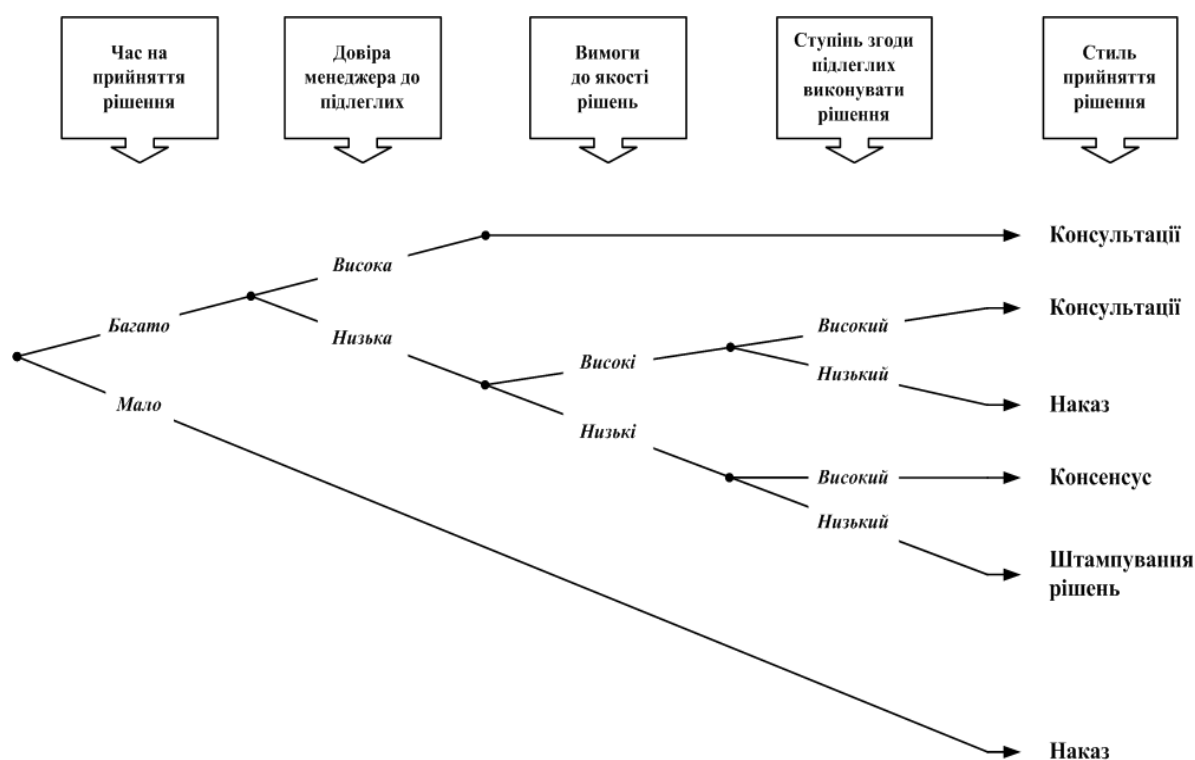 Час на
прийняття
рішення
Довіра
менеджера до
підлеглих
Вимоги
до якості
рішень
Ступінь згоди
підлеглих
виконувати
рішення
Стиль
прийняття
рішення
Консультації
Висока
Консультації
Багато
Високий
Низька
Високі
Низький
Мало
Наказ
Низькі
Високий
Консенсус
Низький
Штампування
рішень
Наказ